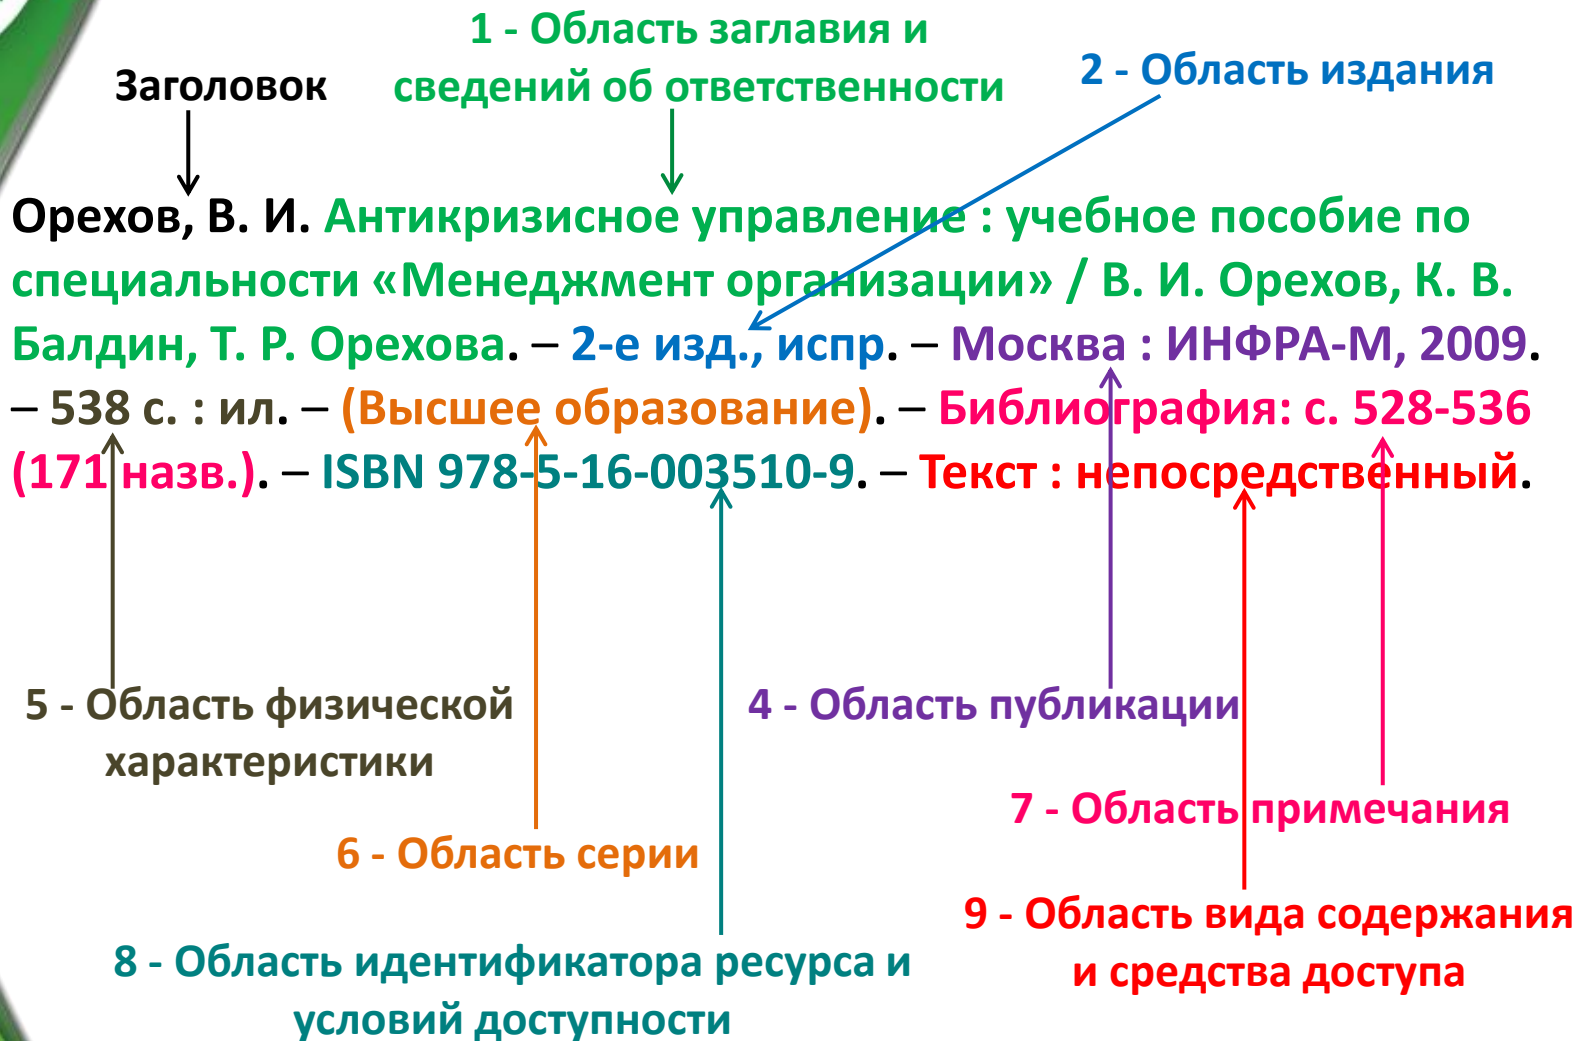 1 - Область заглавия и
сведений об ответственности
Заголовок
2 - Область издания
Орехов, В. И. Антикризисное управление : учебное пособие по
специальности «Менеджмент организации» / В. И. Орехов, К. В.
Балдин, Т. Р. Орехова. – 2-е изд., испр. – Москва : ИНФРА-М, 2009.
– 538 с. : ил. – (Высшее образование). – Библиография: с. 528-536
(171 назв.). – ISBN 978-5-16-003510-9. – Текст : непосредственный.
5 - Область физической
характеристики
4 - Область публикации
7 - Область примечания
6 - Область серии
9 - Область вида содержания
и средства доступа
8 - Область идентификатора ресурса и
условий доступности